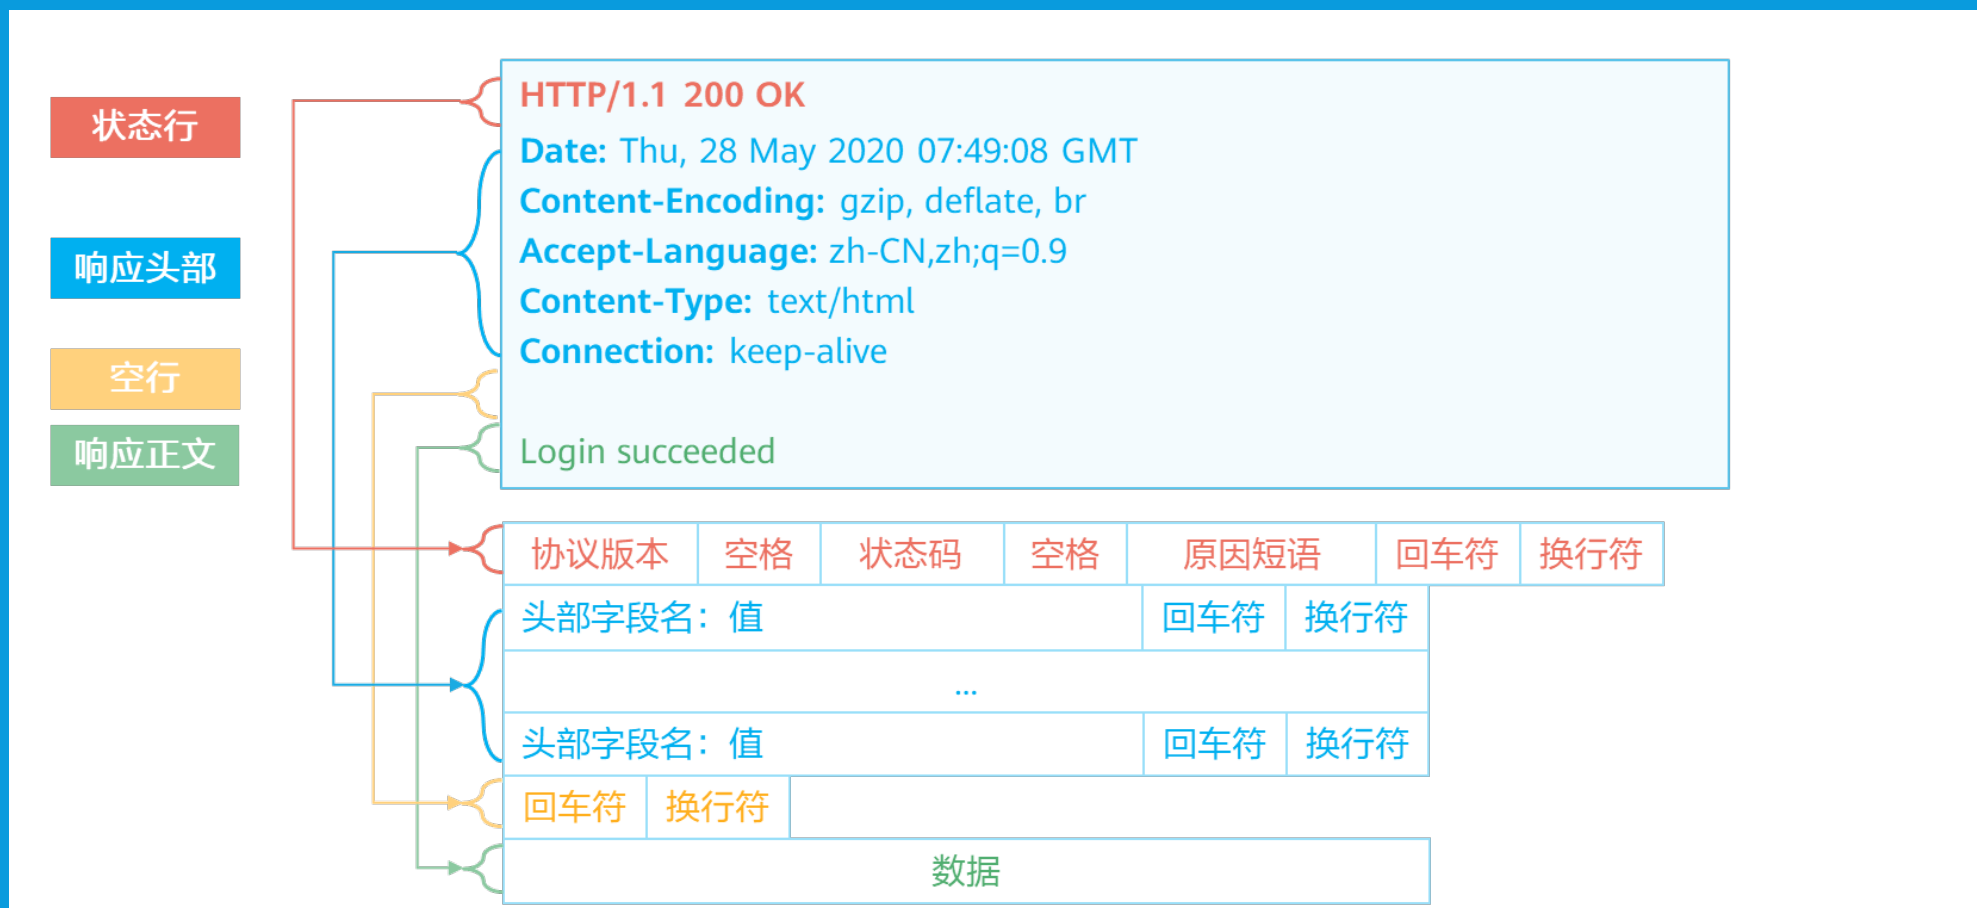 状态行
响应头部
空行
响应正文
HTTP/1.1 200 OK
Date: Thu, 28 May 2020 07:49:08 GMT
Content-Encoding: gzip, deflate, br
Accept-Language: zh-CN,zh;q=0.9
Content-Type: text/html
Connection: keep-alive
Login succeeded
协议版本 空格 状态码 空格 原因短语 回车符 换行符
头部字段名：值 回车符 换行符
...
头部字段名：值 回车符 换行符
回车符 换行符
数据